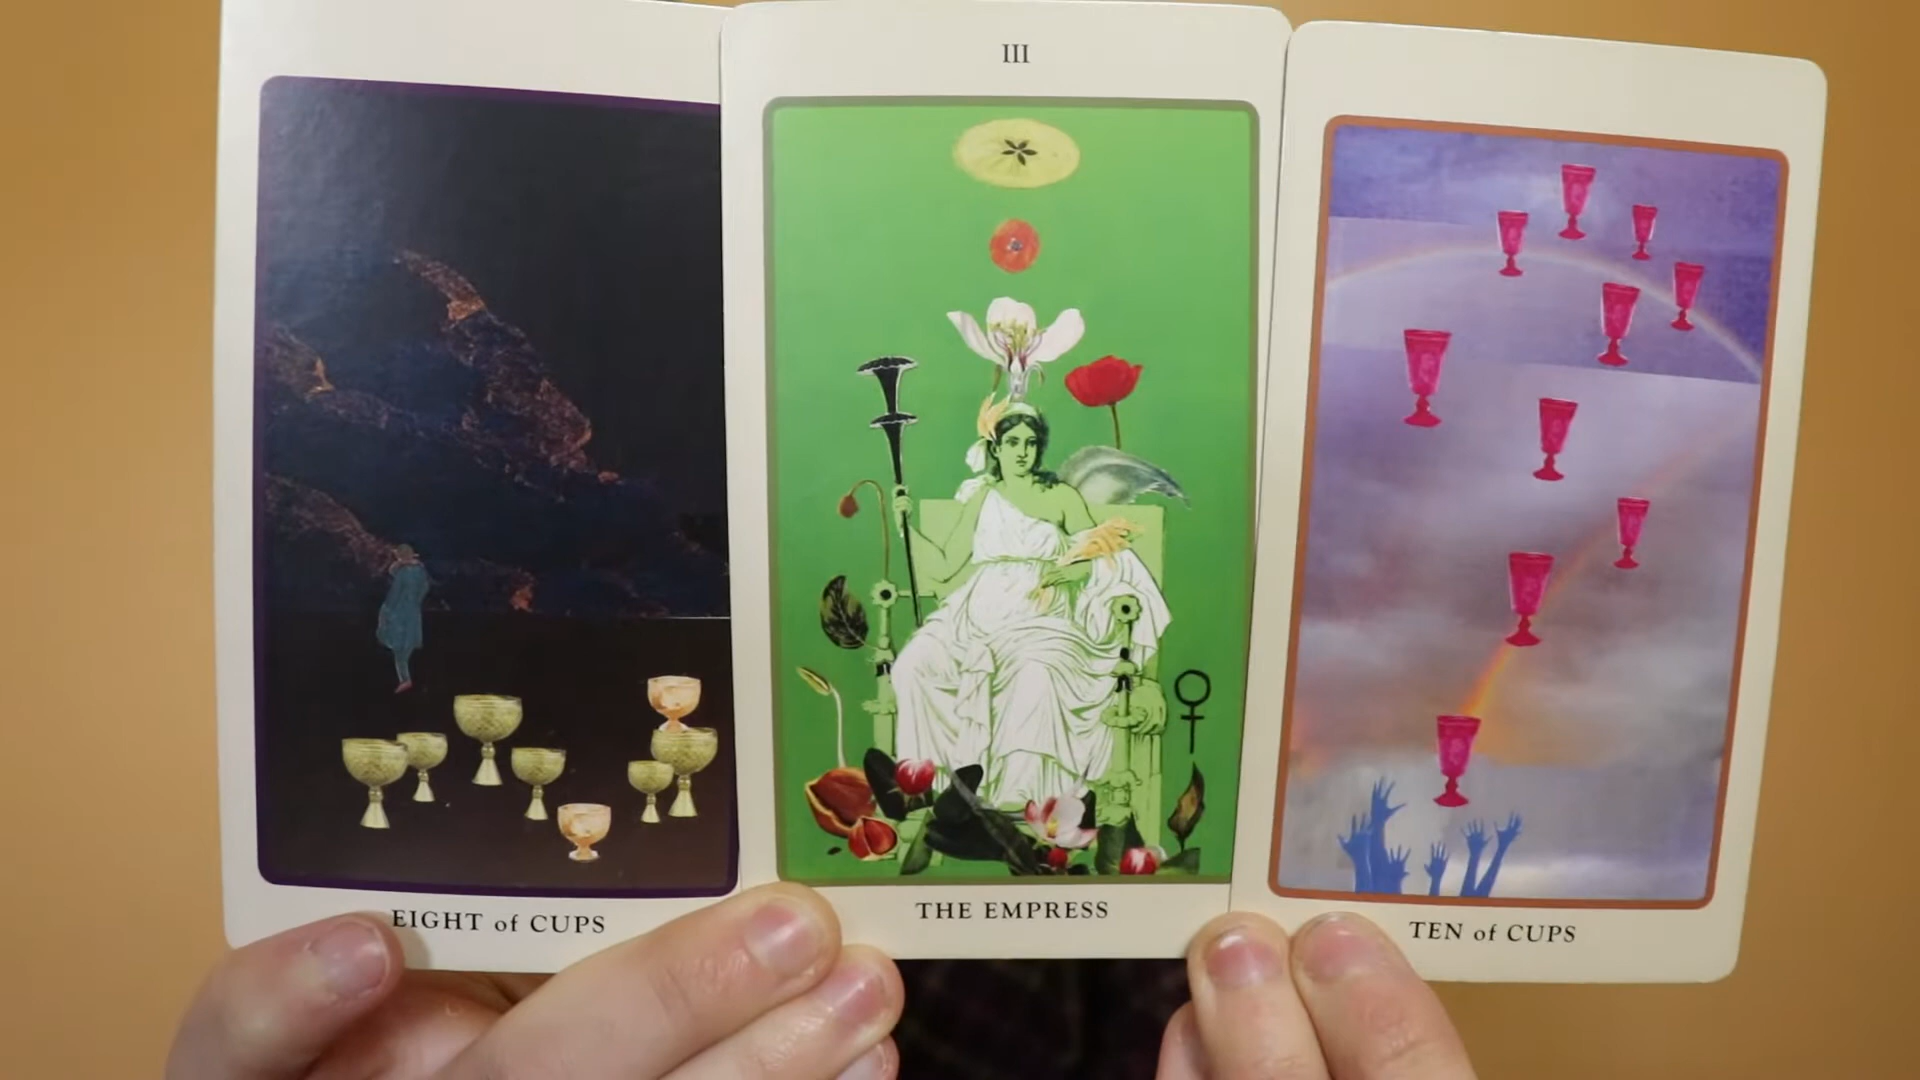 III
EIGHT of CUPS
THE EMPRESS
TEN of CUPS